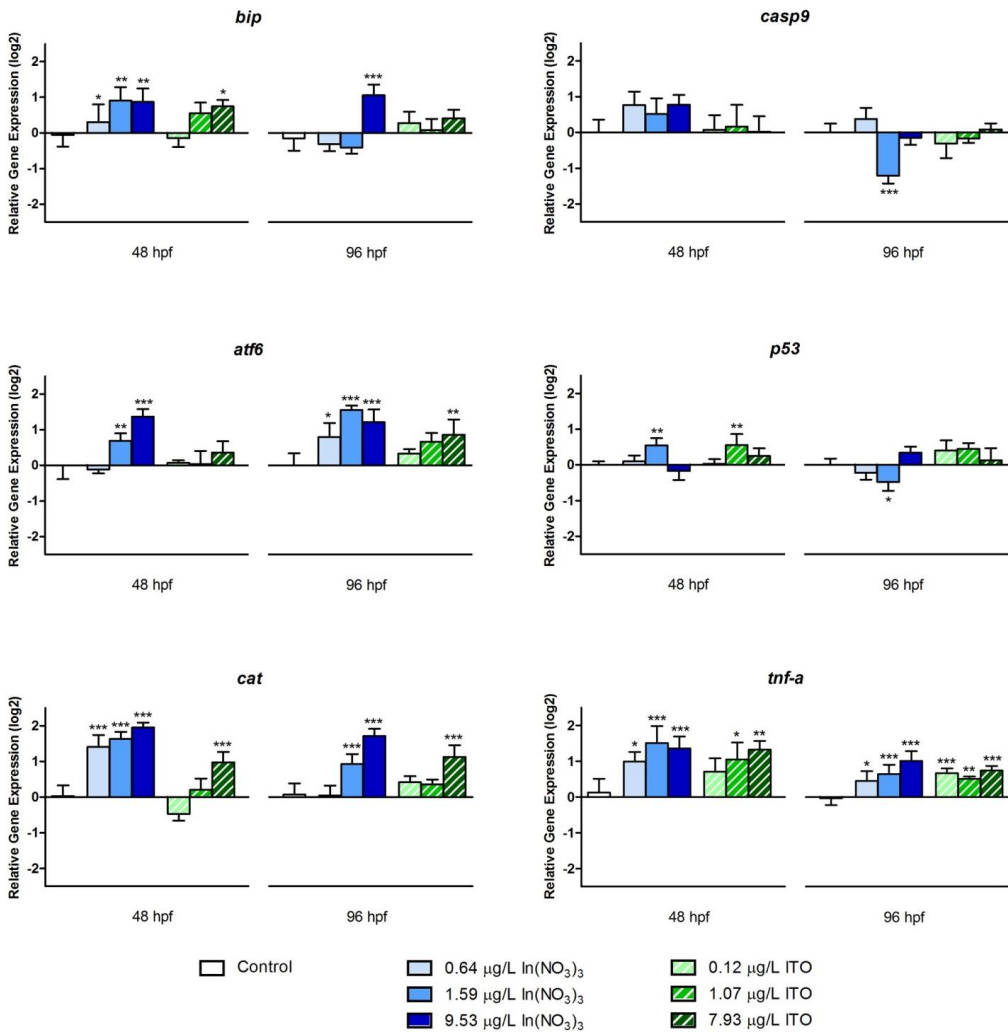 bip
Relative Gene Expression (log2)
2
1
0
-1
-2
* ** ** * ***
48 hpf 96 hpf
casp9
Relative Gene Expression (log2)
2
1
0
-1
-2
***
48 hpf 96 hpf
atf6
Relative Gene Expression (log2)
2
1
0
-1
-2
** *** * *** *** **
48 hpf 96 hpf
p53
Relative Gene Expression (log2)
2
1
0
-1
-2
** ** *
48 hpf 96 hpf
cat
Relative Gene Expression (log2)
2
1
0
-1
-2
*** *** *** *** *** *** ***
48 hpf 96 hpf
tnf-a
Relative Gene Expression (log2)
2
1
0
-1
-2
* *** *** * ** * *** *** *** ** ***
48 hpf 96 hpf
Control
0.64 µg/L In(NO₃)₃
1.59 µg/L In(NO₃)₃
9.53 µg/L In(NO₃)₃
0.12 µg/L ITO
1.07 µg/L ITO
7.93 µg/L ITO